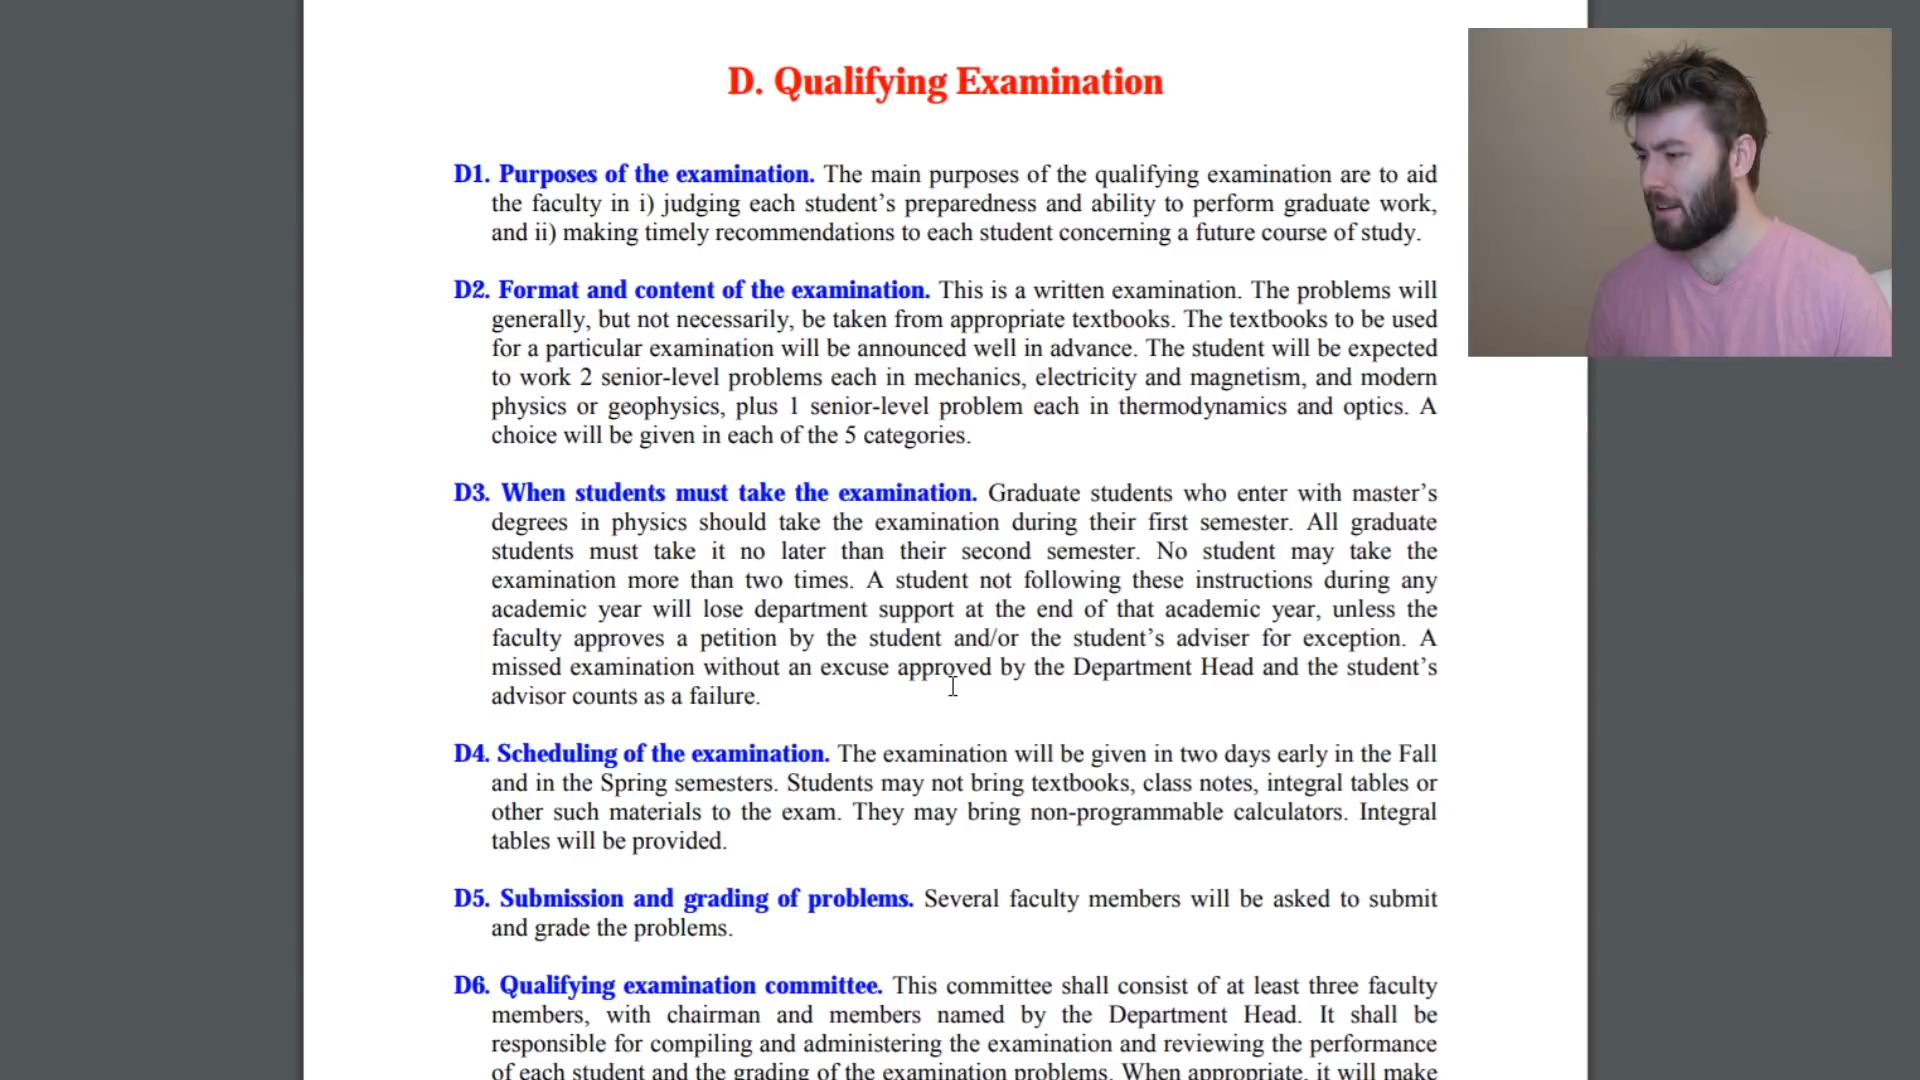 D. Qualifying Examination
D1. Purposes of the examination. The main purposes of the qualifying examination are to aid
the faculty in i) judging each student’s preparedness and ability to perform graduate work,
and ii) making timely recommendations to each student concerning a future course of study.
D2. Format and content of the examination. This is a written examination. The problems will
generally, but not necessarily, be taken from appropriate textbooks. The textbooks to be used
for a particular examination will be announced well in advance. The student will be expected
to work 2 senior-level problems each in mechanics, electricity and magnetism, and modern
physics or geophysics, plus 1 senior-level problem each in thermodynamics and optics. A
choice will be given in each of the 5 categories.
D3. When students must take the examination. Graduate students who enter with master’s
degrees in physics should take the examination during their first semester. All graduate
students must take it no later than their second semester. No student may take the
examination more than two times. A student not following these instructions during any
academic year will lose department support at the end of that academic year, unless the
faculty approves a petition by the student and/or the student’s adviser for exception. A
missed examination without an excuse approved by the Department Head and the student’s
advisor counts as a failure.
D4. Scheduling of the examination. The examination will be given in two days early in the Fall
and in the Spring semesters. Students may not bring textbooks, class notes, integral tables or
other such materials to the exam. They may bring non-programmable calculators. Integral
tables will be provided.
D5. Submission and grading of problems. Several faculty members will be asked to submit
and grade the problems.
D6. Qualifying examination committee. This committee shall consist of at least three faculty
members, with chairman and members named by the Department Head. It shall be
responsible for compiling and administering the examination and reviewing the performance
of each student and the grading of the examination problems. When appropriate, it will make